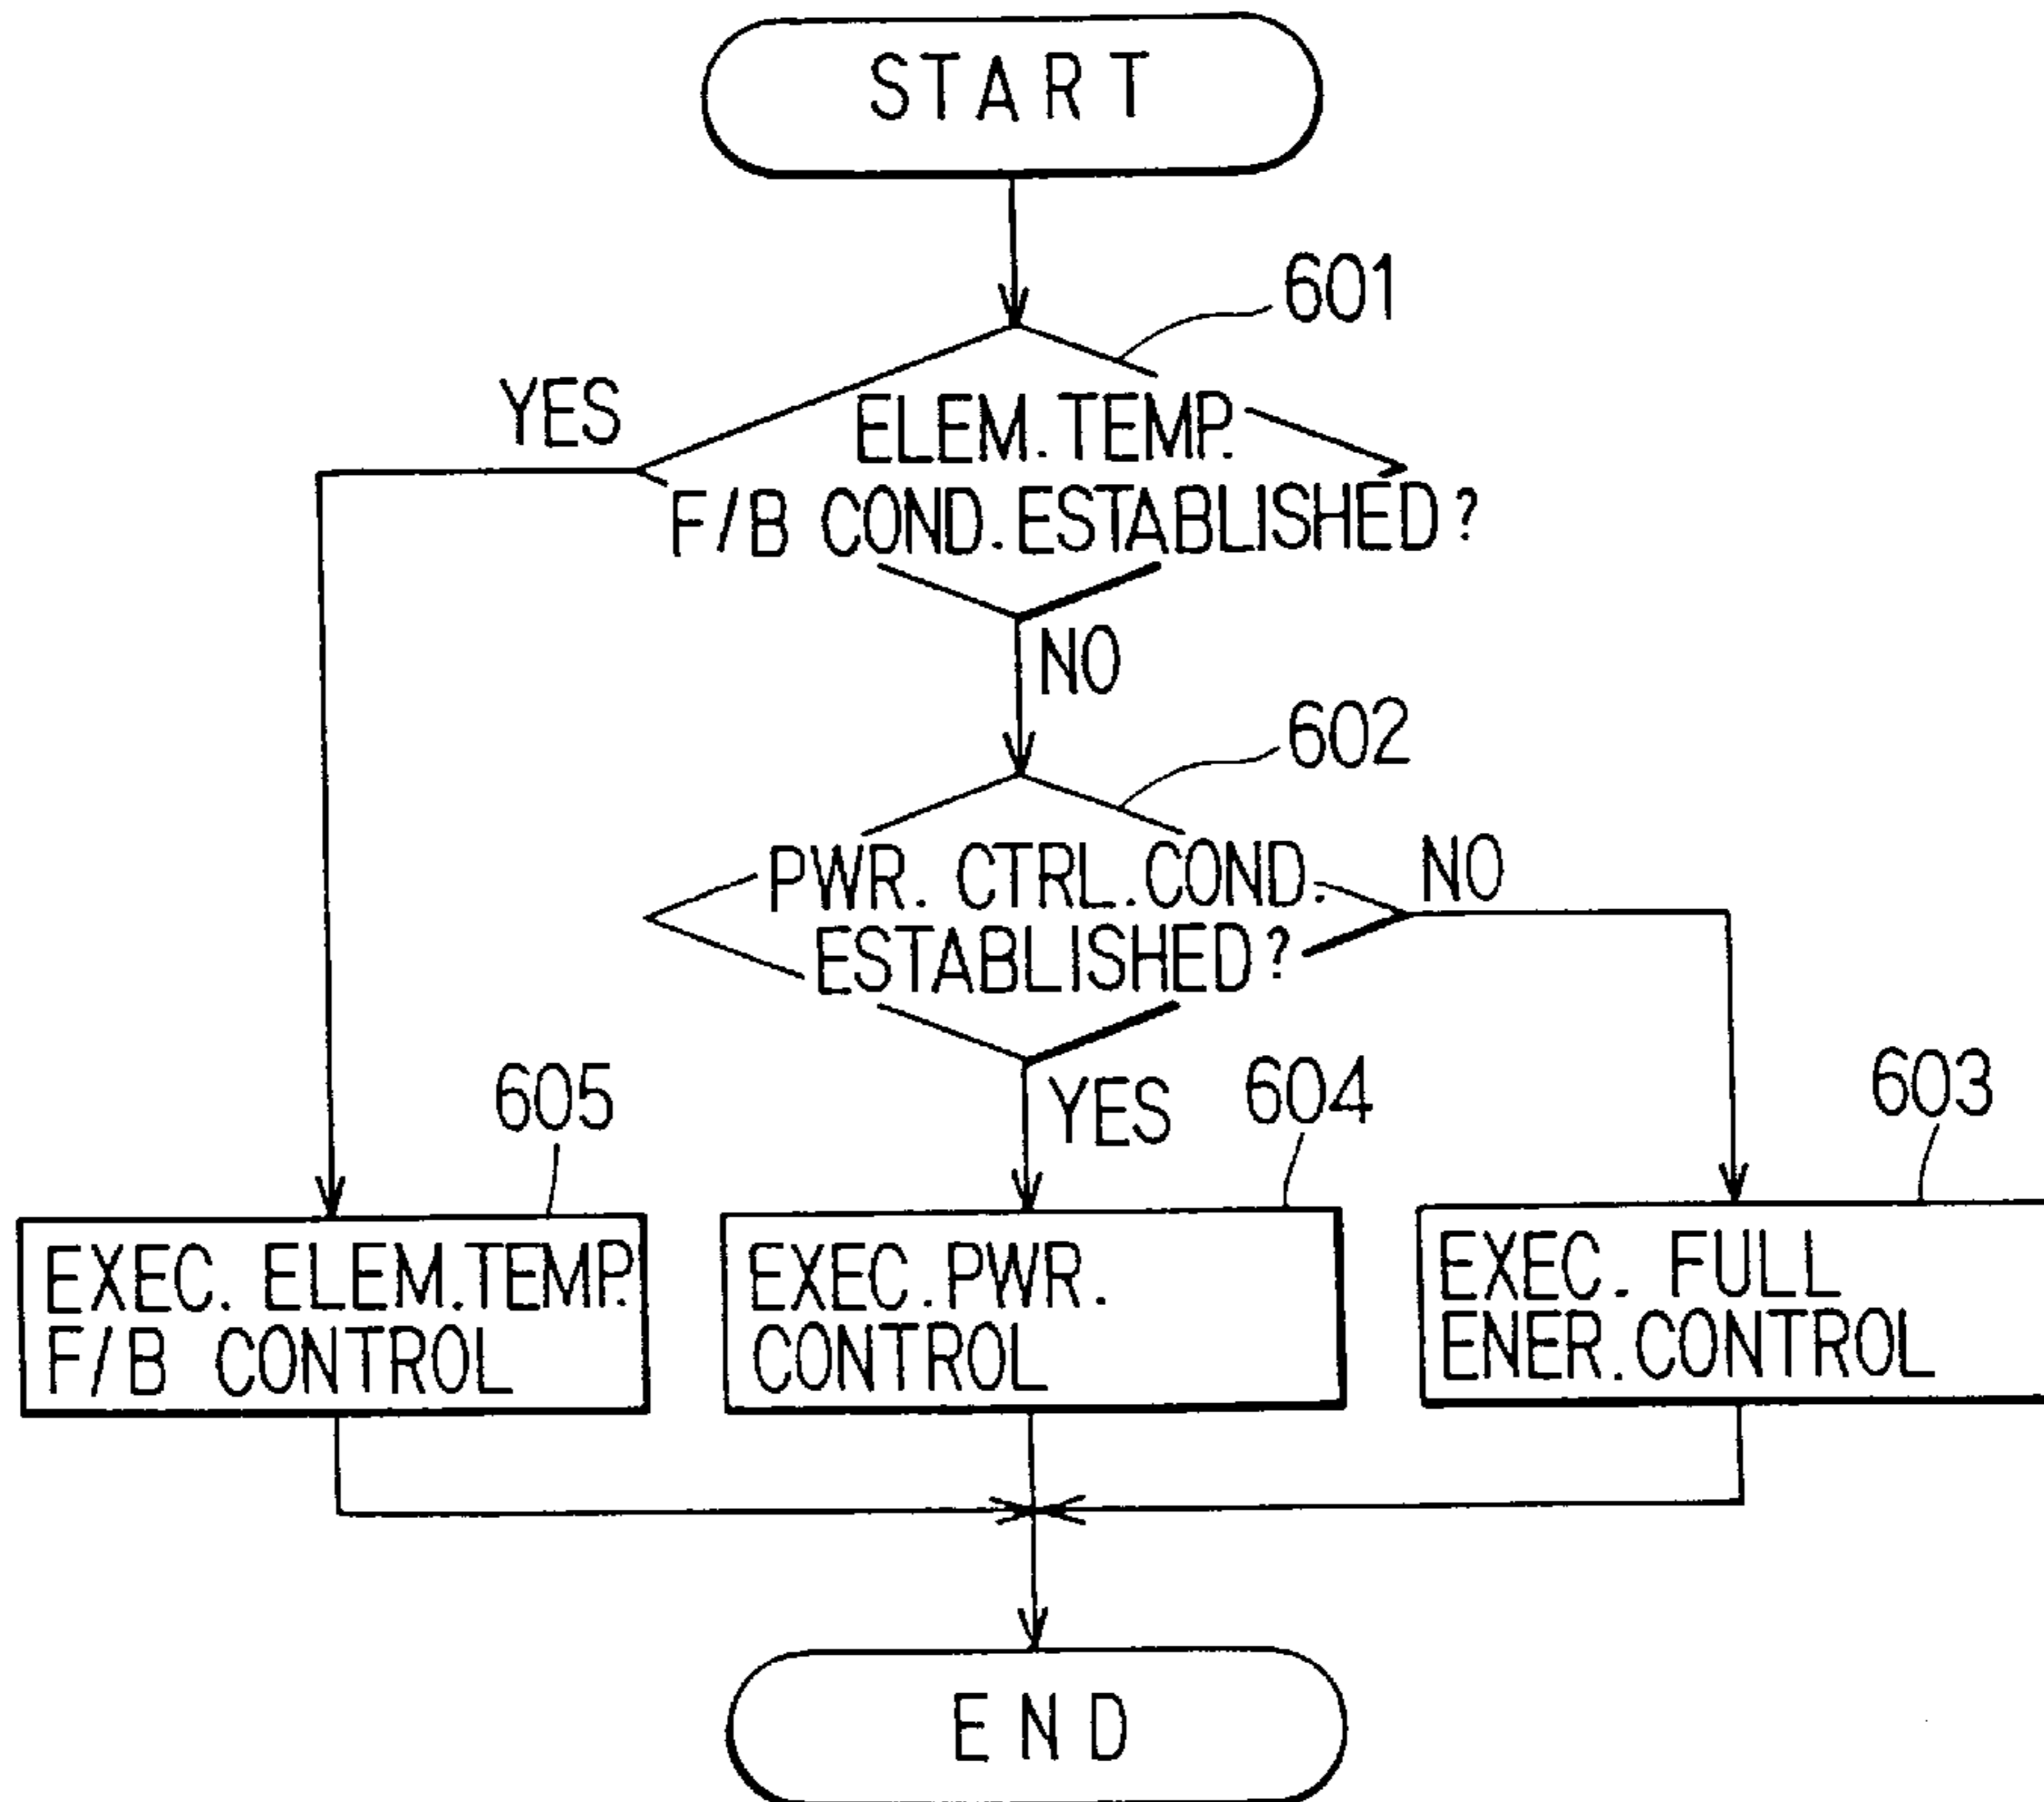 START
601
YES
ELEM.TEMP.
F/B COND.ESTABLISHED?
NO
602
PWR. CTRL.COND.
NO
ESTABLISHED?
605
YES
604
603
EXEC. ELEM.TEMP.
F/B CONTROL
EXEC.PWR.
CONTROL
EXEC. FULL
ENER.CONTROL
END